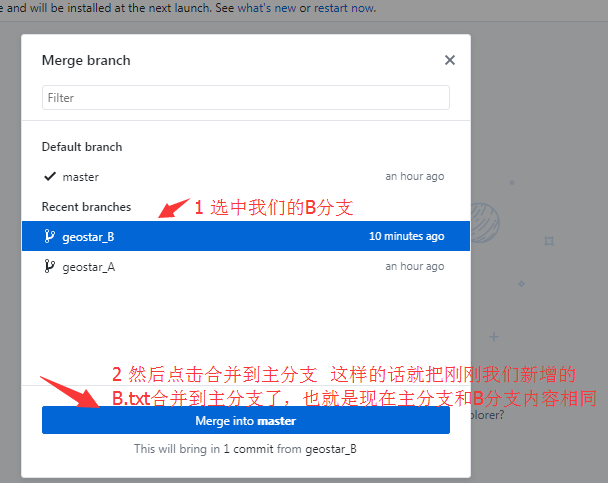 e and will be installed at the next launch. See what's new or restart now.
Merge branch
Filter
Default branch
master an hour ago
Recent branches
1 选中我们的B分支
geostar_B 10 minutes ago
geostar_A an hour ago
2 然后点击合并到主分支 这样的话就把刚刚我们新增的
B.txt合并到主分支了，也就是现在主分支和B分支内容相同
Merge into master
plorer?
This will bring in 1 commit from geostar_B